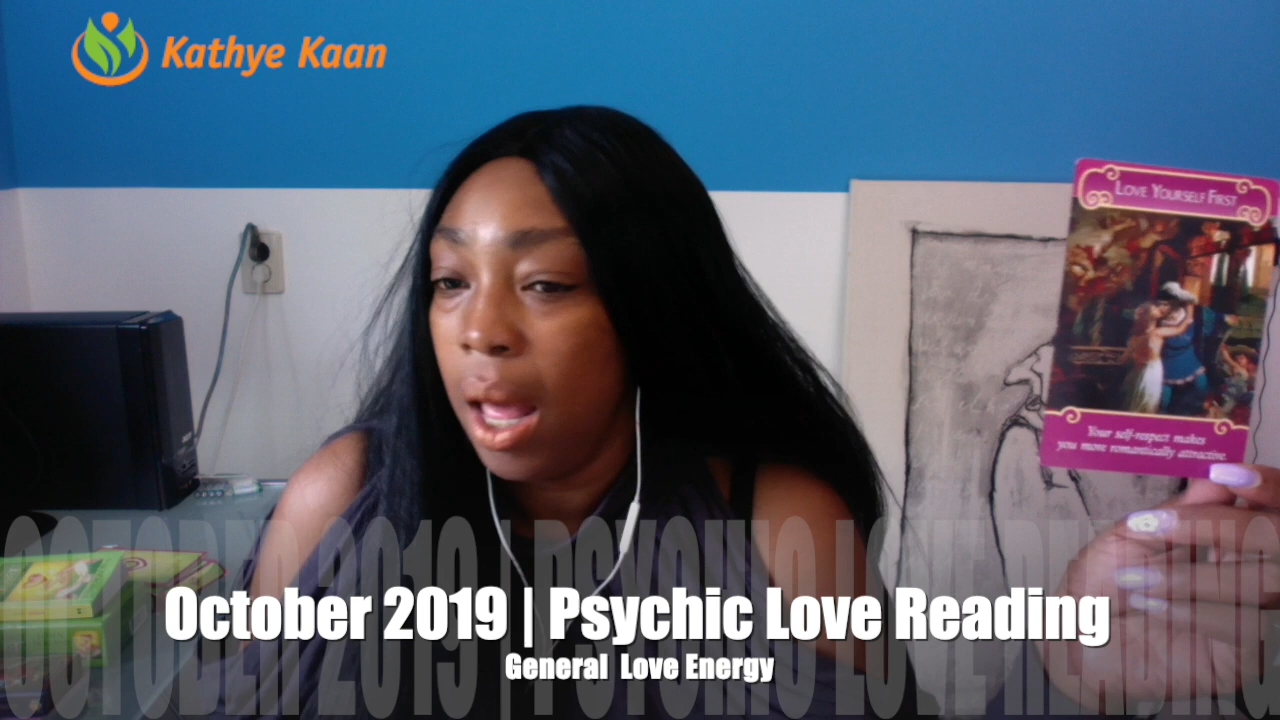 Kathye Kaan
LOVE YOURSELF FIRST
Your self-respect makes
you more romantically attractive.
OCTOBER 2019 | PSYCHIC LOVE READING
October 2019 | Psychic Love Reading
General Love Energy